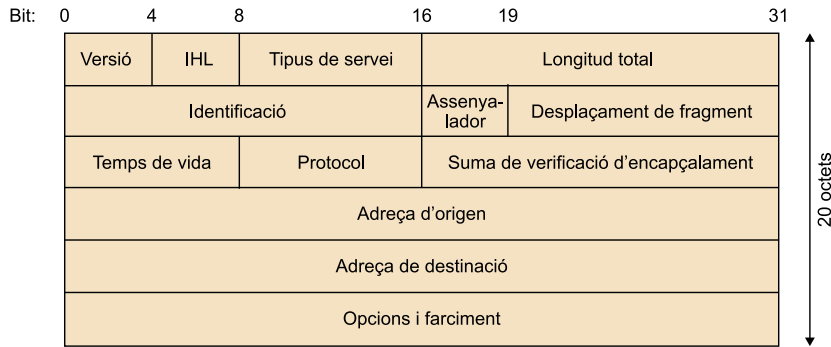 Bit: 0 4 8 16 19 31
Versió IHL Tipus de servei Longitud total
Identificació Assenya-
lador Desplaçament de fragment
Temps de vida Protocol Suma de verificació d’encapçalament
Adreça d’origen
Adreça de destinació
Opcions i farciment
20 octets